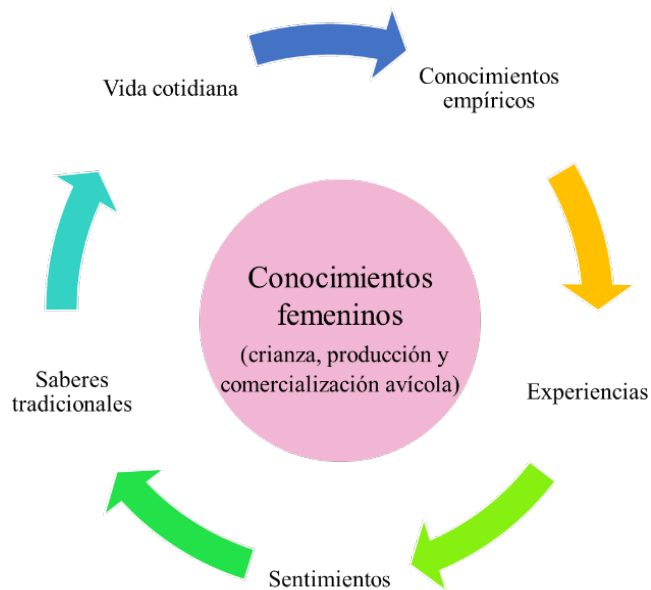 Vida cotidiana
Conocimientos
empíricos
Conocimientos
femeninos
(crianza, producción y
comercialización avícola)
Saberes
tradicionales
Experiencias
Sentimientos